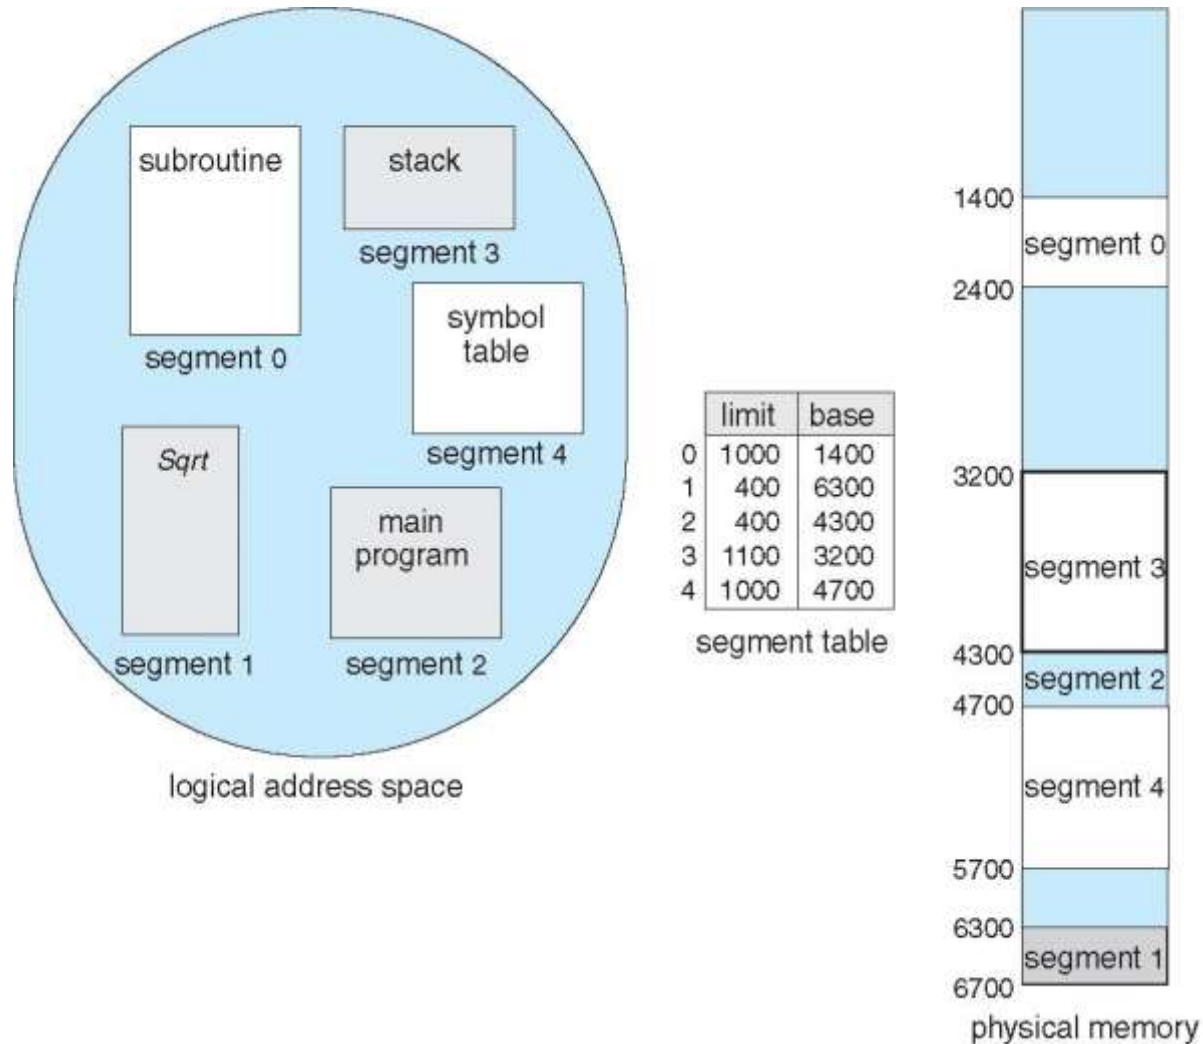 subroutine
segment 0
stack
segment 3
symbol
table
segment 4
Sqrt
segment 1
main
program
segment 2
logical address space
limit base
0 1000 1400
1 400 6300
2 400 4300
3 1100 3200
4 1000 4700
segment table
1400
segment 0
2400
3200
segment 3
4300
segment 2
4700
segment 4
5700
6300
segment 1
6700
physical memory